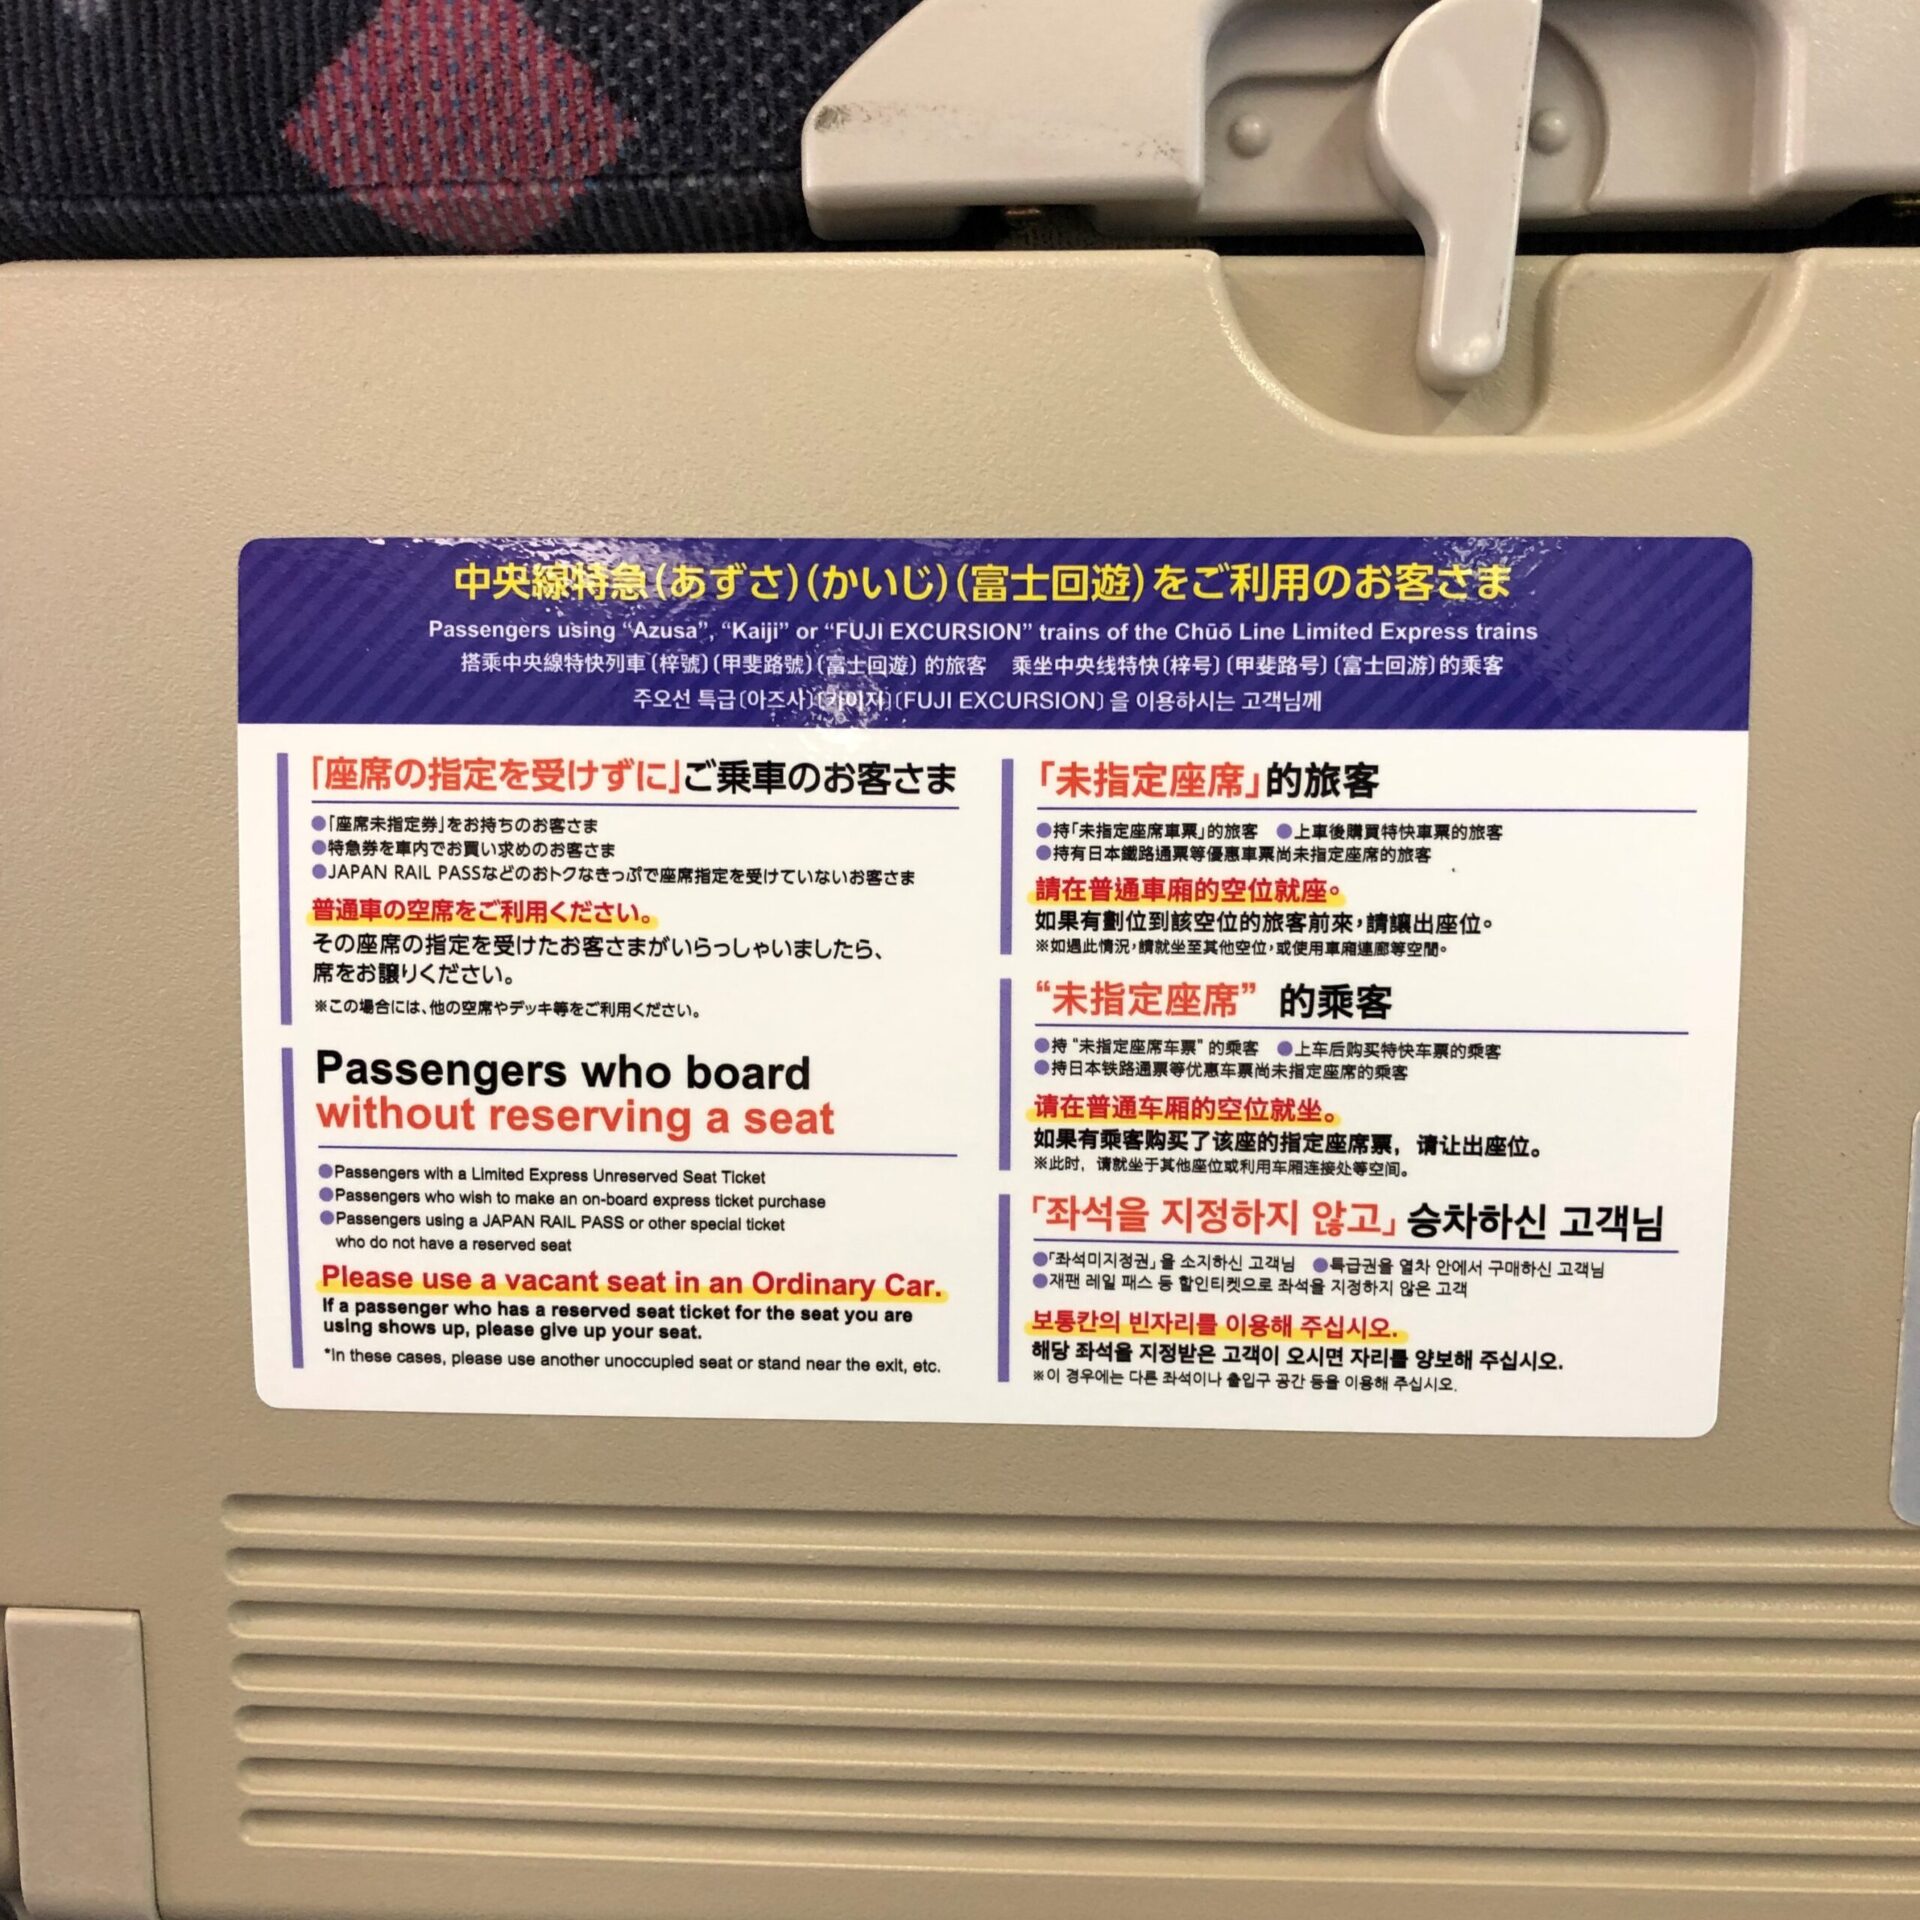 中央線特急（あずさ）（かいじ）（富士回遊）をご利用のお客さま
Passengers using “Azusa”, “Kaiji” or “FUJI EXCURSION” trains of the Chūō Line Limited Express trains
搭乘中央線特快列車〔梓號〕〔甲斐路號〕〔富士回遊〕的旅客 乘坐中央线特快〔梓号〕〔甲斐路号〕〔富士回游〕的乘客
주오선 특급〔아즈사〕〔카이지〕〔FUJI EXCURSION〕을 이용하시는 고객님께
「座席の指定を受けずに」ご乗車のお客さま
●「座席未指定券」をお持ちのお客さま
●特急券を車内でお買い求めのお客さま
●JAPAN RAIL PASSなどのおトクなきっぷで座席指定を受けていないお客さま
普通車の空席をご利用ください。
その座席の指定を受けたお客さまがいらっしゃいましたら、
席をお譲りください。
※この場合には、他の空席やデッキ等をご利用ください。
Passengers who board
without reserving a seat
●Passengers with a Limited Express Unreserved Seat Ticket
●Passengers who wish to make an on-board express ticket purchase
●Passengers using a JAPAN RAIL PASS or other special ticket
who do not have a reserved seat
Please use a vacant seat in an Ordinary Car.
If a passenger who has a reserved seat ticket for the seat you are
using shows up, please give up your seat.
*In these cases, please use another unoccupied seat or stand near the exit, etc.
「未指定座席」的旅客
●持「未指定座席車票」的旅客 ●上車後購買特快車票的旅客
●持有日本鐵路通票等優惠車票尚未指定座席的旅客
請在普通車廂的空位就座。
如果有劃位到該空位的旅客前來，請讓出座位。
※如遇此情況，請就坐至其他空位，或使用車廂連廊等空間。
“未指定座席” 的乘客
●持 “未指定座席车票” 的乘客 ●上车后购买特快车票的乘客
●持日本铁路通票等优惠车票尚未指定座席的乘客
请在普通车厢的空位就坐。
如果有乘客购买了该座的指定座席票，请让出座位。
※此时，请就坐于其他座位或利用车厢连接处等空间。
「좌석을 지정하지 않고」승차하신 고객님
●「좌석미지정권」을 소지하신 고객님 ●특급권을 열차 안에서 구매하신 고객님
●재팬 레일 패스 등 할인티켓으로 좌석을 지정하지 않은 고객
보통칸의 빈자리를 이용해 주십시오.
해당 좌석을 지정받은 고객이 오시면 자리를 양보해 주십시오.
※이 경우에는 다른 좌석이나 출입구 공간 등을 이용해 주십시오.